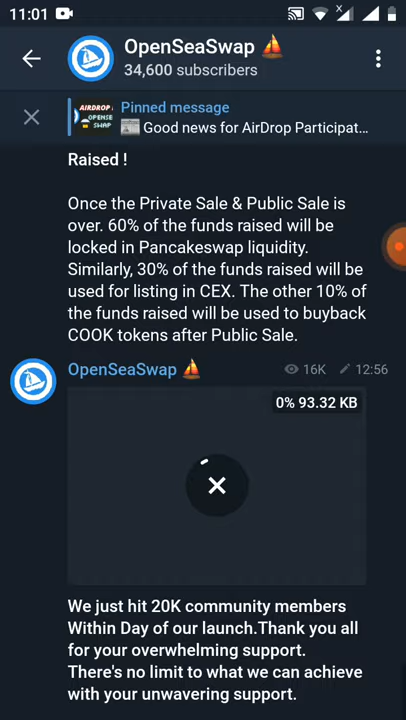 11:01
OpenSeaSwap
34,600 subscribers
Pinned message
Good news for AirDrop Participat...
AIRDROP
OPENSE
SWAP
Raised !
Once the Private Sale & Public Sale is
over. 60% of the funds raised will be
locked in Pancakeswap liquidity.
Similarly, 30% of the funds raised will be
used for listing in CEX. The other 10% of
the funds raised will be used to buyback
COOK tokens after Public Sale.
OpenSeaSwap 16K 12:56
0% 93.32 KB
We just hit 20K community members
Within Day of our launch.Thank you all
for your overwhelming support.
There's no limit to what we can achieve
with your unwavering support.